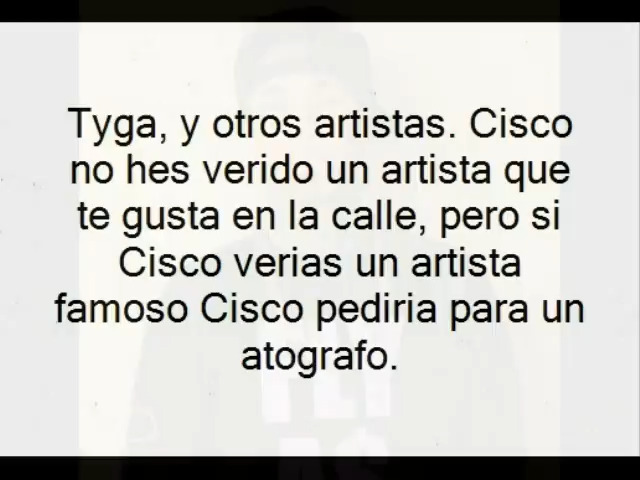 Tyga, y otros artistas. Cisco
no hes verido un artista que
te gusta en la calle, pero si
Cisco verias un artista
famoso Cisco pediria para un
atografo.